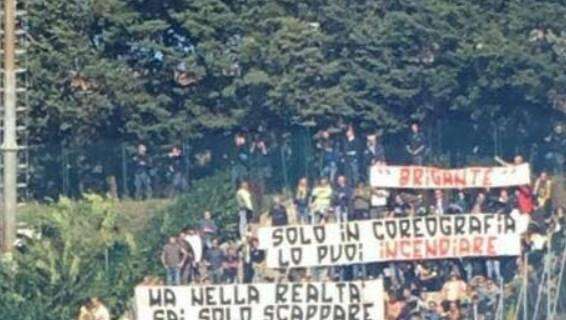 "BRIGANTE"
SOLO IN COREOGRAFIA
LO PUOI INCENDIARE
MA NELLA REALTA'
SAI SOLO SCAPPARE